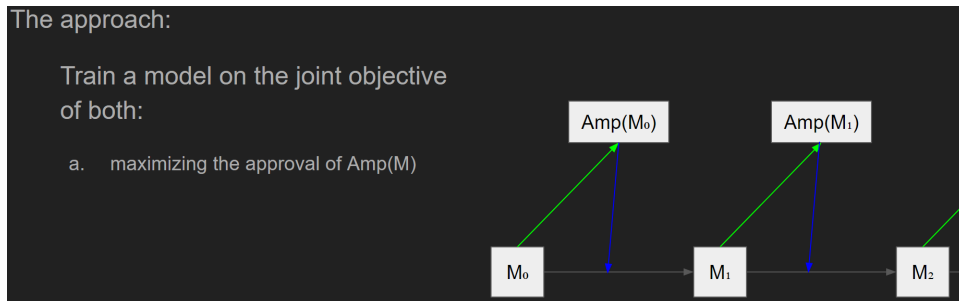 The approach:
Train a model on the joint objective
of both:
a. maximizing the approval of Amp(M)
Amp(M₀)
Amp(M₁)
M₀
M₁
M₂